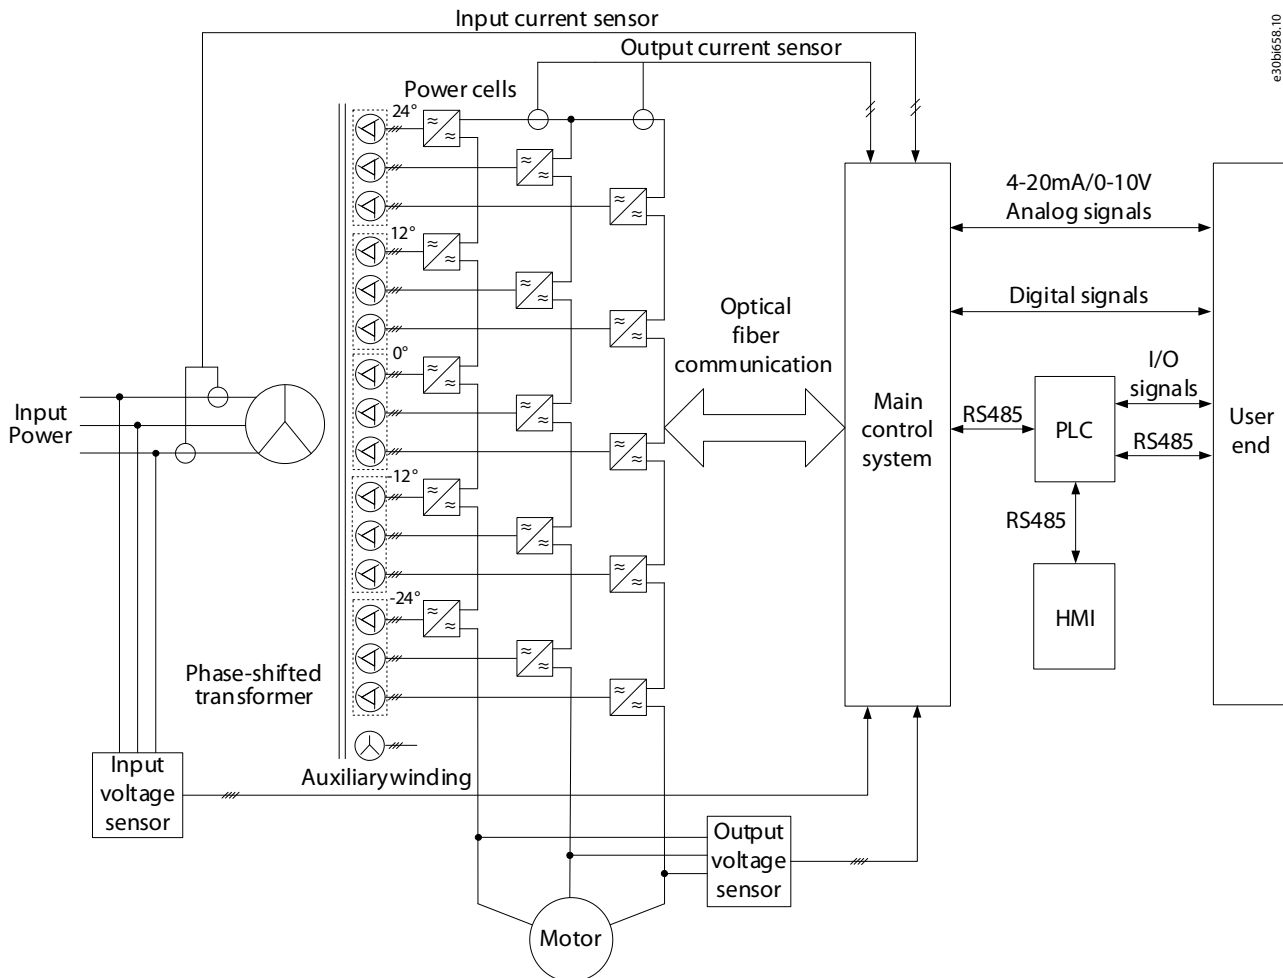 Input current sensor
Output current sensor
e30bi658.10
Power cells
24°
12°
0°
-12°
-24°
Input
Power
Phase-shifted
transformer
Auxiliary winding
Input
voltage
sensor
Output
voltage
sensor
Motor
Optical
fiber
communication
Main
control
system
4-20mA/0-10V
Analog signals
Digital signals
I/O
signals
RS485
PLC
RS485
RS485
HMI
User
end